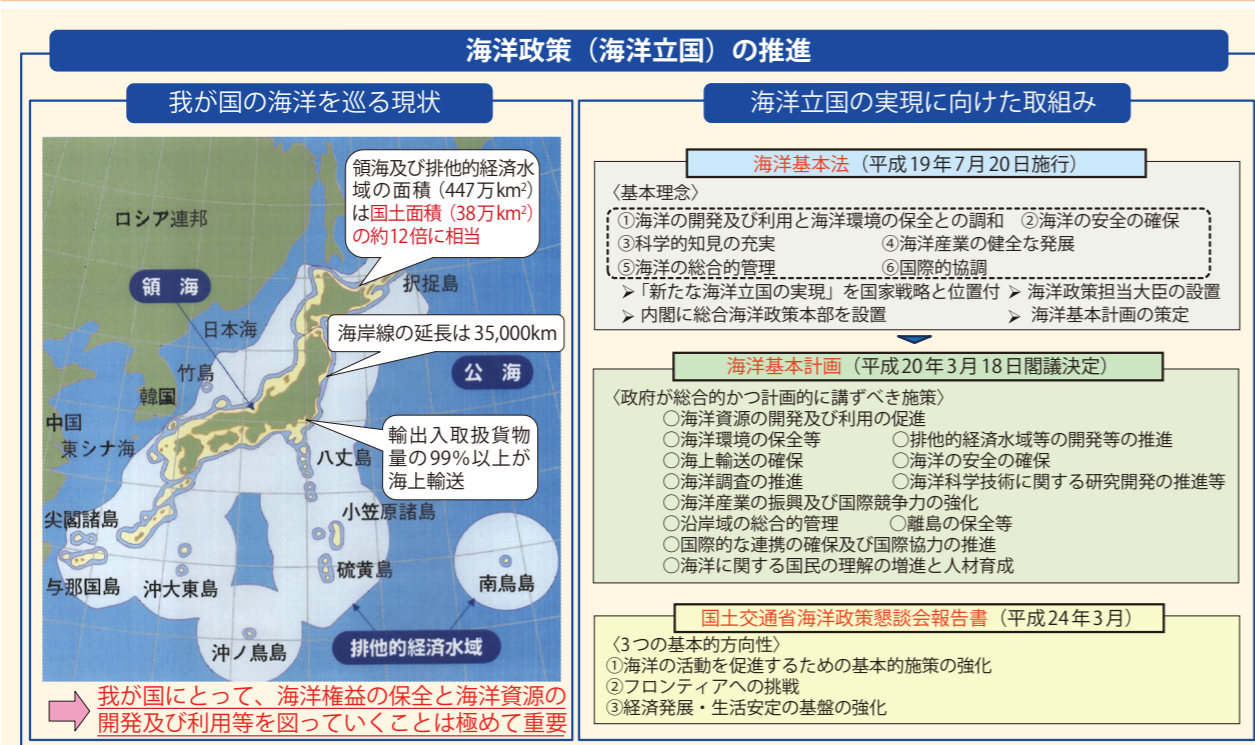 海洋政策（海洋立国）の推進
我が国の海洋を巡る現状
領海及び排他的経済水
域の面積（447万km²）
は国土面積（38万km²）
の約12倍に相当
ロシア連邦
択捉島
領海
日本海
海岸線の延長は35,000km
竹島
公海
韓国
中国
東シナ海
輸出入取扱貨物
量の99％以上が
海上輸送
八丈島
尖閣諸島
小笠原諸島
与那国島
沖大東島
硫黄島
南鳥島
排他的経済水域
沖ノ鳥島
我が国にとって、海洋権益の保全と海洋資源の
開発及び利用等を図っていくことは極めて重要
海洋立国の実現に向けた取組み
海洋基本法（平成19年7月20日施行）
〈基本理念〉
①海洋の開発及び利用と海洋環境の保全との調和　②海洋の安全の確保
③科学的知見の充実　④海洋産業の健全な発展
⑤海洋の総合的管理　⑥国際的協調
➢「新たな海洋立国の実現」を国家戦略と位置付　➢ 海洋政策担当大臣の設置
➢ 内閣に総合海洋政策本部を設置　➢ 海洋基本計画の策定
海洋基本計画（平成20年3月18日閣議決定）
〈政府が総合的かつ計画的に講ずべき施策〉
○海洋資源の開発及び利用の促進
○海洋環境の保全等　○排他的経済水域等の開発等の推進
○海上輸送の確保　○海洋の安全の確保
○海洋調査の推進　○海洋科学技術に関する研究開発の推進等
○海洋産業の振興及び国際競争力の強化
○沿岸域の総合的管理　○離島の保全等
○国際的な連携の確保及び国際協力の推進
○海洋に関する国民の理解の増進と人材育成
国土交通省海洋政策懇談会報告書（平成24年3月）
〈3つの基本的方向性〉
①海洋の活動を促進するための基本的施策の強化
②フロンティアへの挑戦
③経済発展・生活安定の基盤の強化